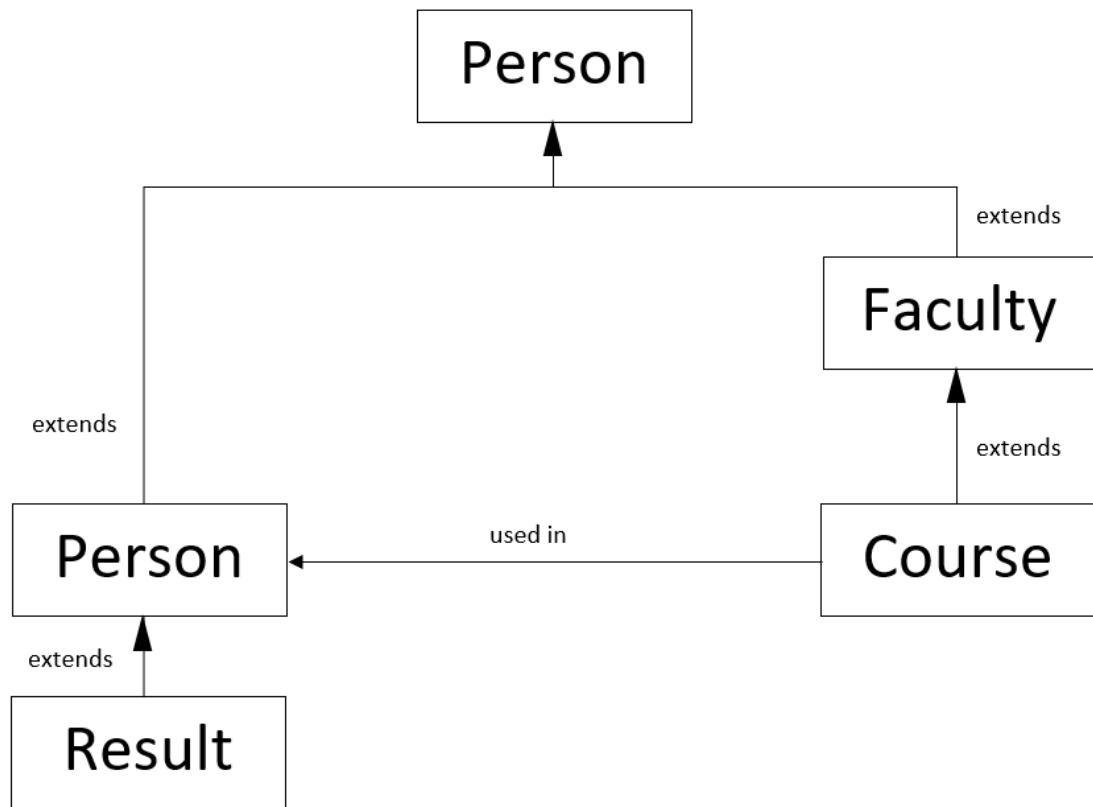 Person
extends
Faculty
extends
extends
Person
used in
Course
extends
Result